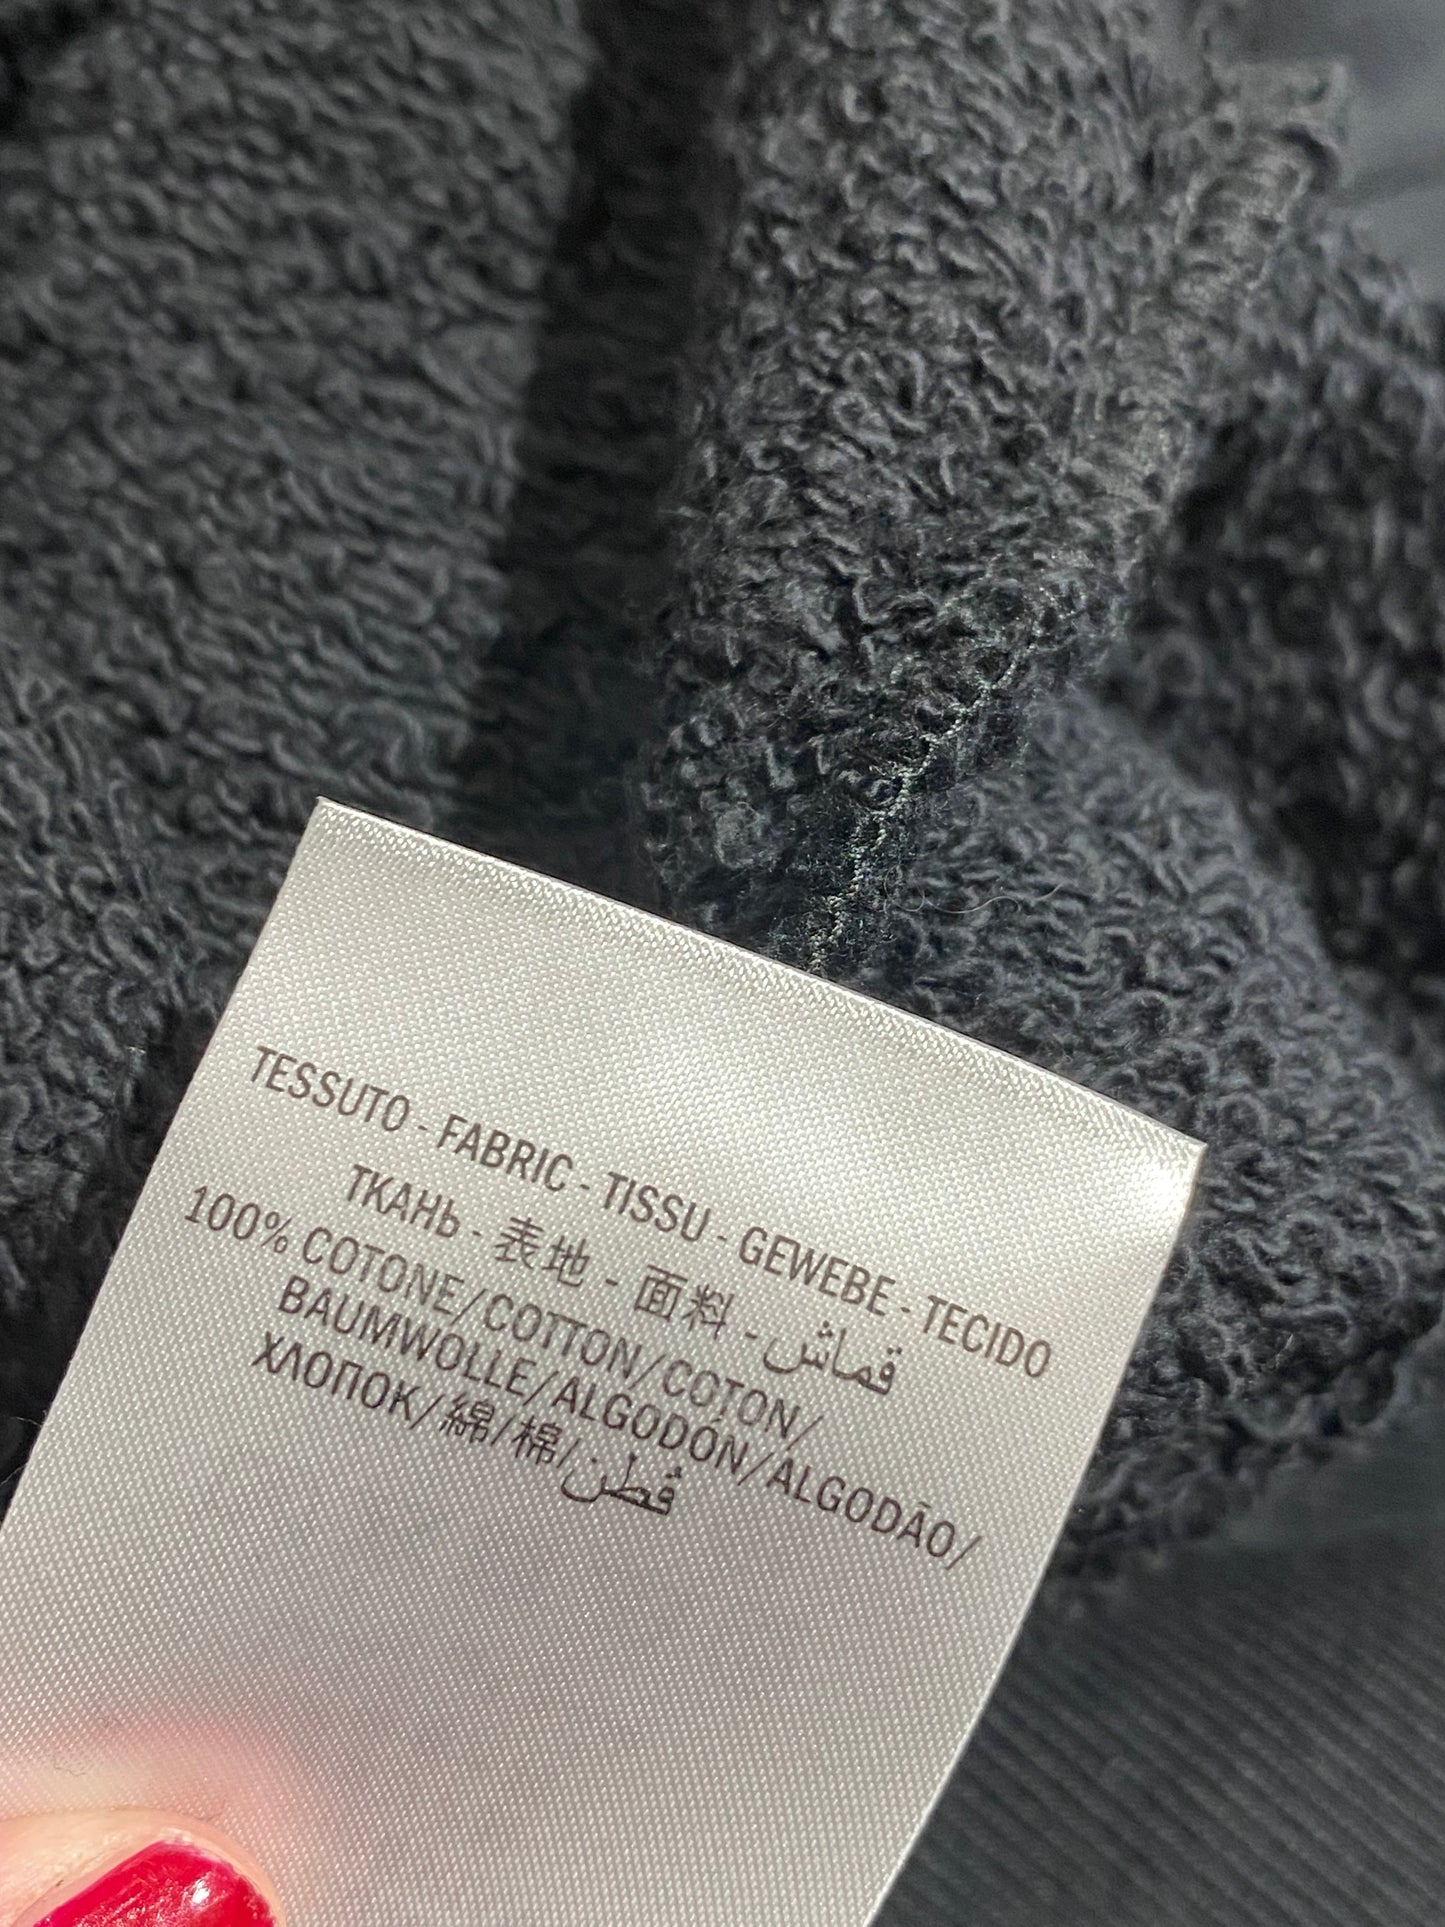 TESSUTO - FABRIC - TISSU - GEWEBE - TECIDO
ТКАНЬ - 表地 - 面料 - قماش
100% COTONE/COTTON/COTON/
BAUMWOLLE/ALGODÓN/ALGODÃO/
ХЛОПОК/綿/棉/قطن